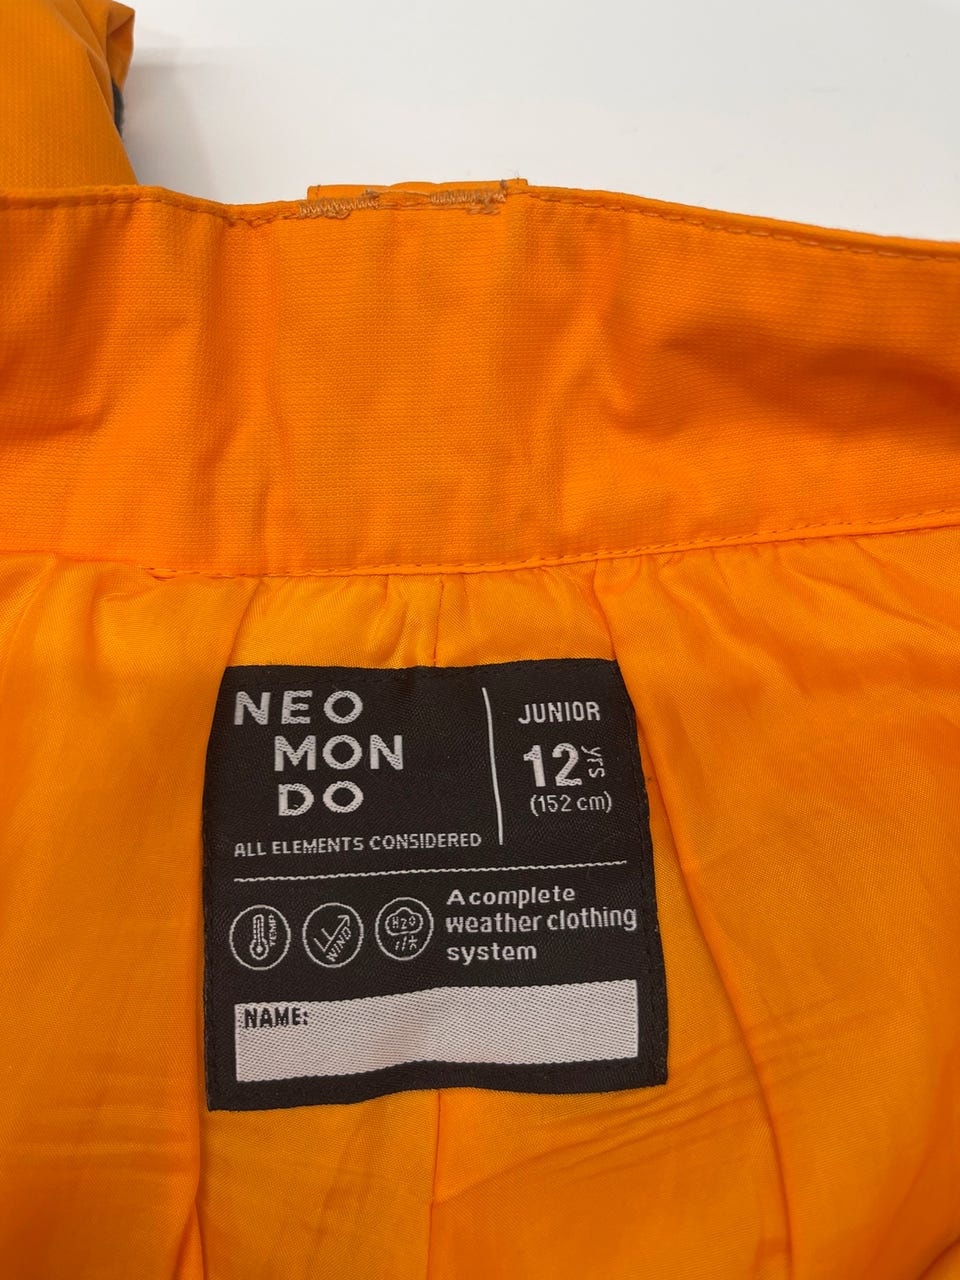 NEO
MON
DO
ALL ELEMENTS CONSIDERED
JUNIOR
12 yrs
(152 cm)
TEMP
WIND
H2O
A complete
weather clothing
system
NAME: